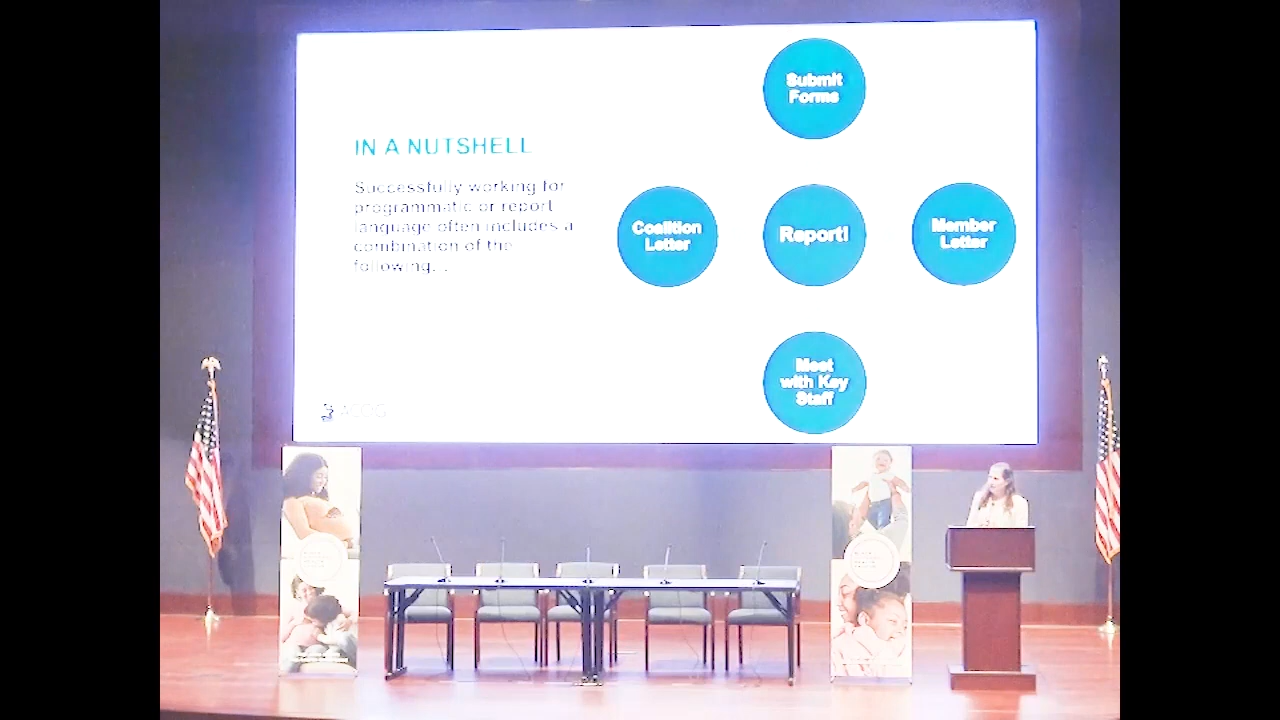 Submit
Forms
IN A NUTSHELL
Successfully working for
programmatic or report
language often includes a
combination of the
following...
Coalition
Letter
Report!
Member
Letter
Meet
with Key
Staff
ACOG